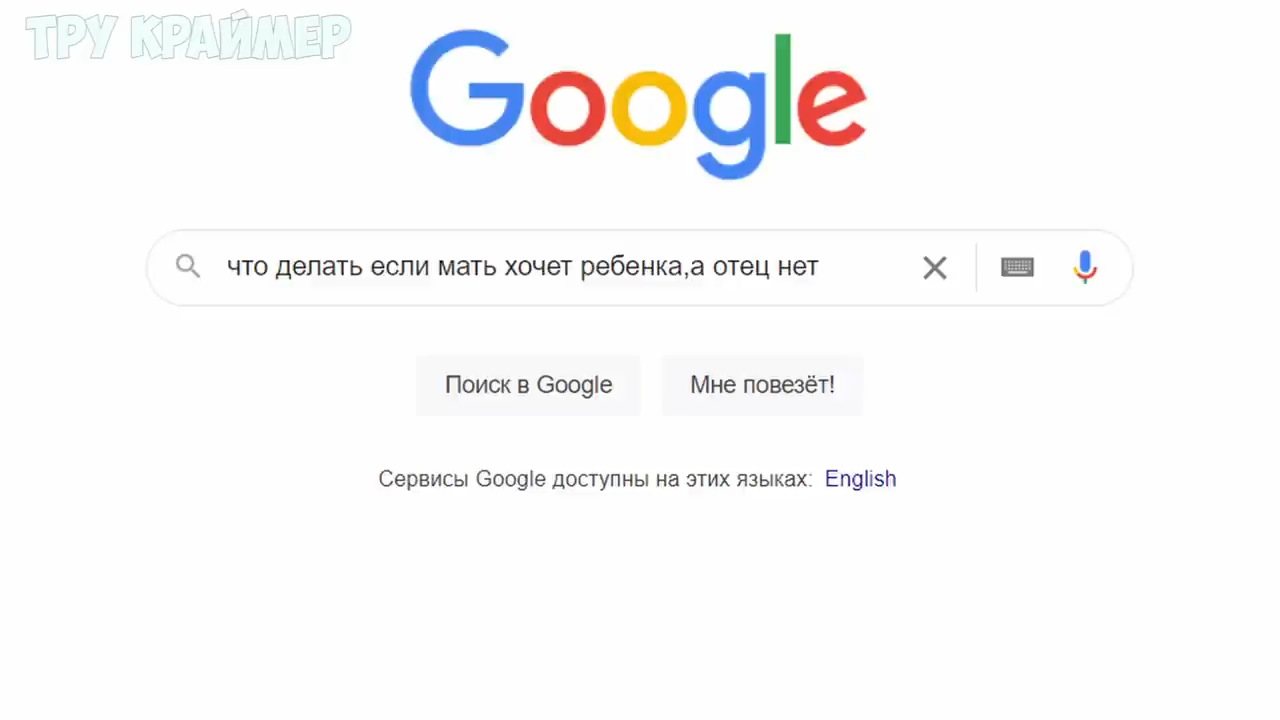 ТРУ КРАЙМЕР
Google
что делать если мать хочет ребенка,а отец нет
Поиск в Google
Мне повезёт!
Сервисы Google доступны на этих языках: English